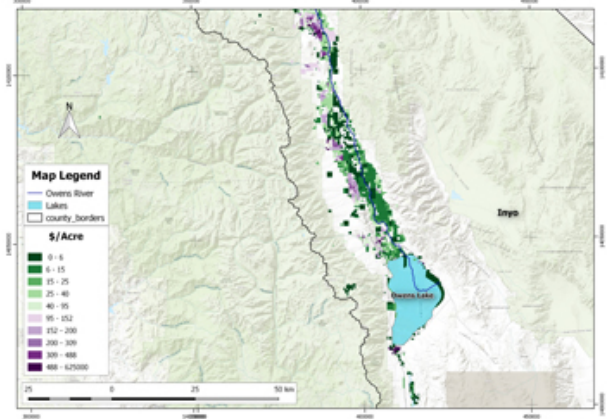 N
Map Legend
Owens River
Lakes
county_borders
$/Acre
0 - 6
6 - 15
15 - 25
25 - 40
40 - 95
95 - 152
152 - 200
200 - 309
309 - 488
488 - 625000
Inyo
Owens Lake
25 0 25 50 km